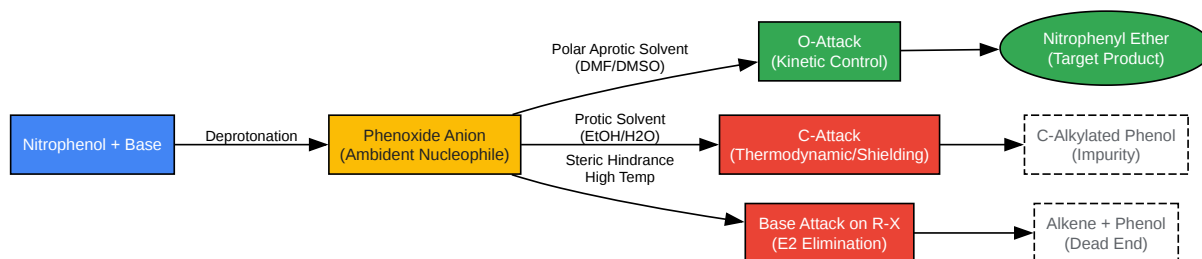 Nitrophenol + Base
Deprotonation
Phenoxide Anion
(Ambident Nucleophile)
Polar Aprotic Solvent
(DMF/DMSO)
O-Attack
(Kinetic Control)
Nitrophenyl Ether
(Target Product)
Protic Solvent
(EtOH/H2O)
C-Attack
(Thermodynamic/Shielding)
C-Alkylated Phenol
(Impurity)
Steric Hindrance
High Temp
Base Attack on R-X
(E2 Elimination)
Alkene + Phenol
(Dead End)